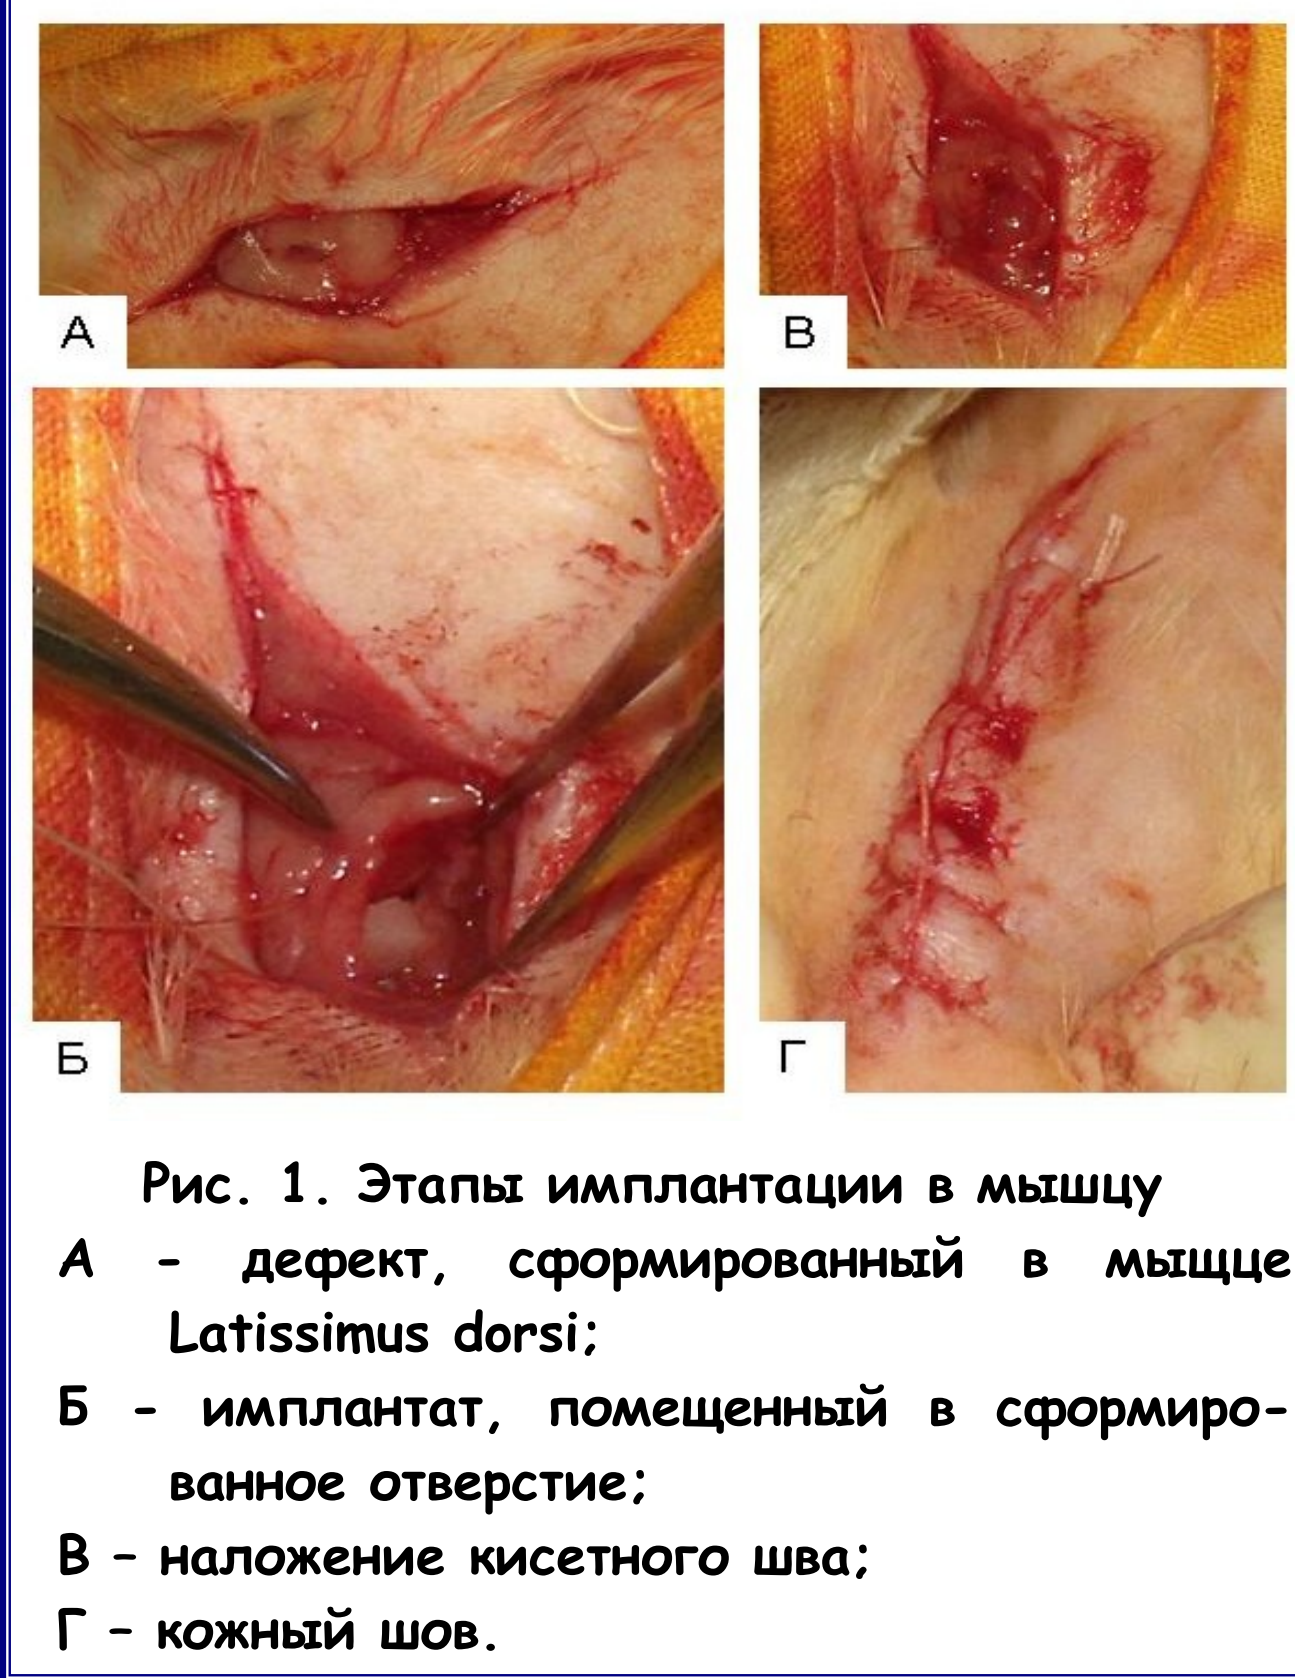 А
В
Б
Г
Рис. 1. Этапы имплантации в мышцу
А - дефект, сформированный в мыщце
Latissimus dorsi;
Б - имплантат, помещенный в сформиро-
ванное отверстие;
В – наложение кисетного шва;
Г – кожный шов.